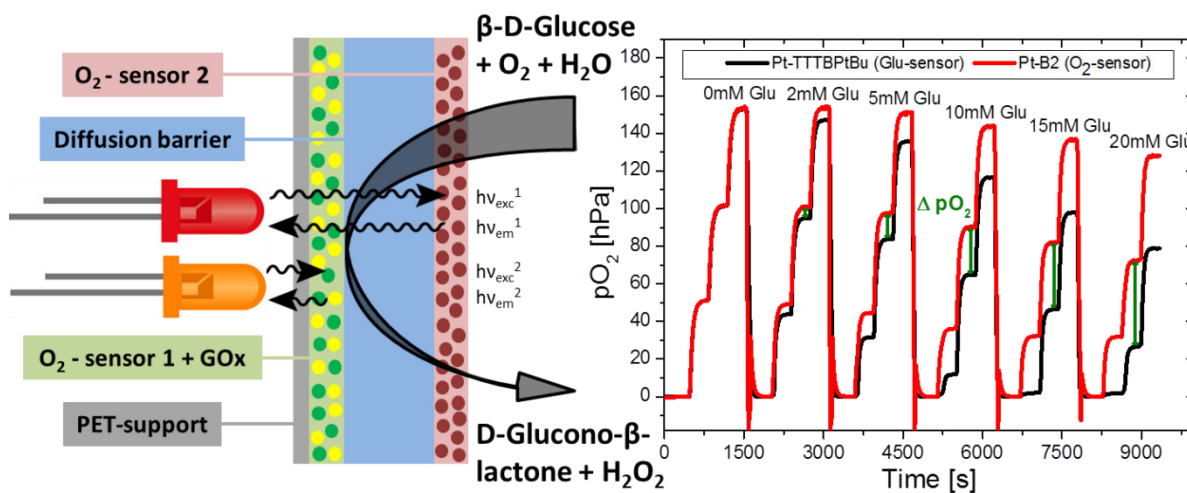 O₂ - sensor 2
Diffusion barrier
O₂ - sensor 1 + GOx
PET-support
β-D-Glucose
+ O₂ + H₂O
hνexc¹
hνem¹
hνexc²
hνem²
D-Glucono-β-
lactone + H₂O₂
Pt-TTTBPtBu (Glu-sensor) Pt-B2 (O₂-sensor)
0mM Glu
2mM Glu
5mM Glu
10mM Glu
15mM Glu
20mM Glu
Δ pO₂
pO₂ [hPa]
160
140
120
100
80
60
40
20
0
0 1500 3000 4500 6000 7500 9000
Time [s]